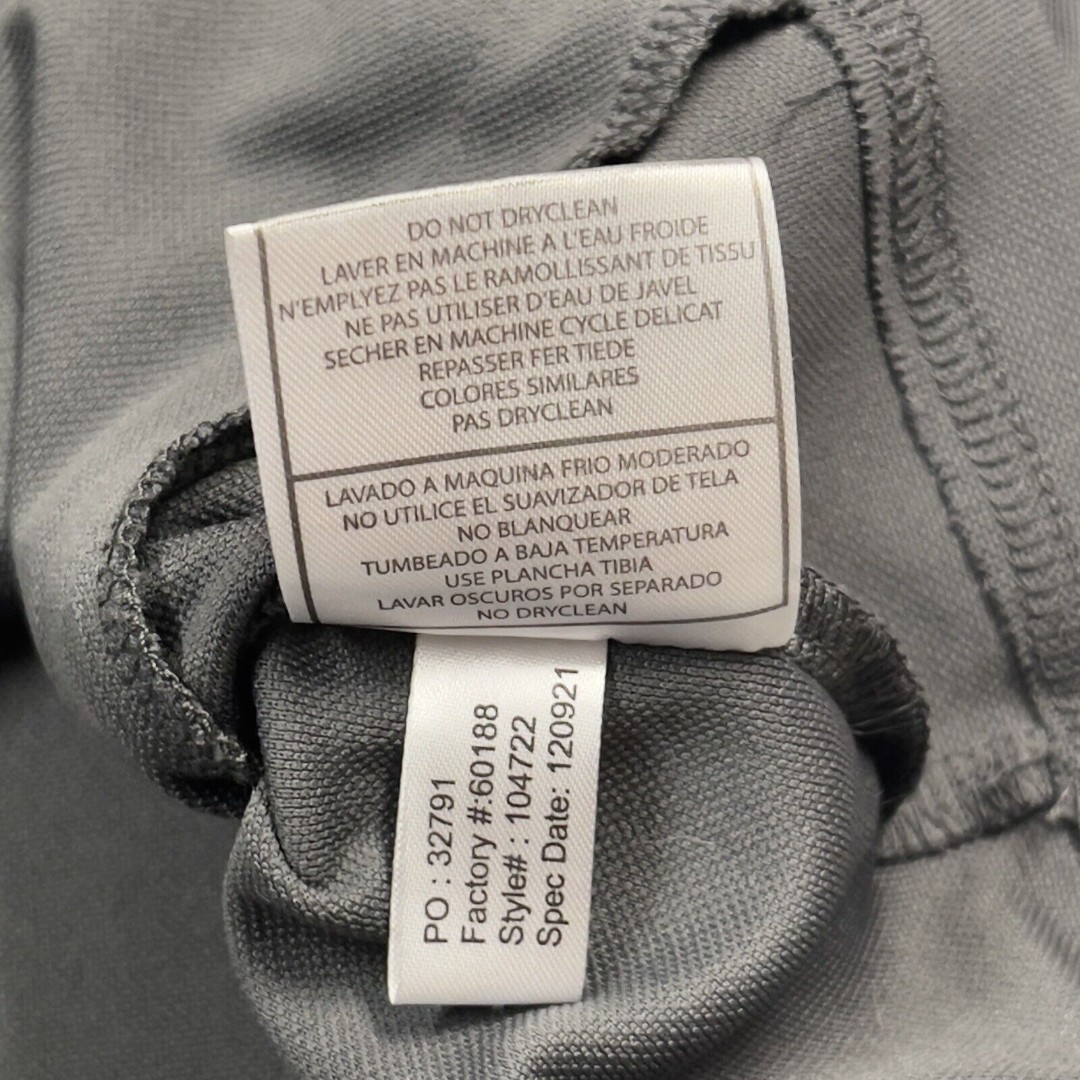 DO NOT DRYCLEAN
LAVER EN MACHINE A L'EAU FROIDE
N'EMPLYEZ PAS LE RAMOLLISSANT DE TISSU
NE PAS UTILISER D'EAU DE JAVEL
SECHER EN MACHINE CYCLE DELICAT
REPASSER FER TIEDE
COLORES SIMILARES
PAS DRYCLEAN
LAVADO A MAQUINA FRIO MODERADO
NO UTILICE EL SUAVIZADOR DE TELA
NO BLANQUEAR
TUMBEADO A BAJA TEMPERATURA
USE PLANCHA TIBIA
LAVAR OSCUROS POR SEPARADO
NO DRYCLEAN
PO : 32791
Factory #:60188
Style# : 104722
Spec Date: 120921